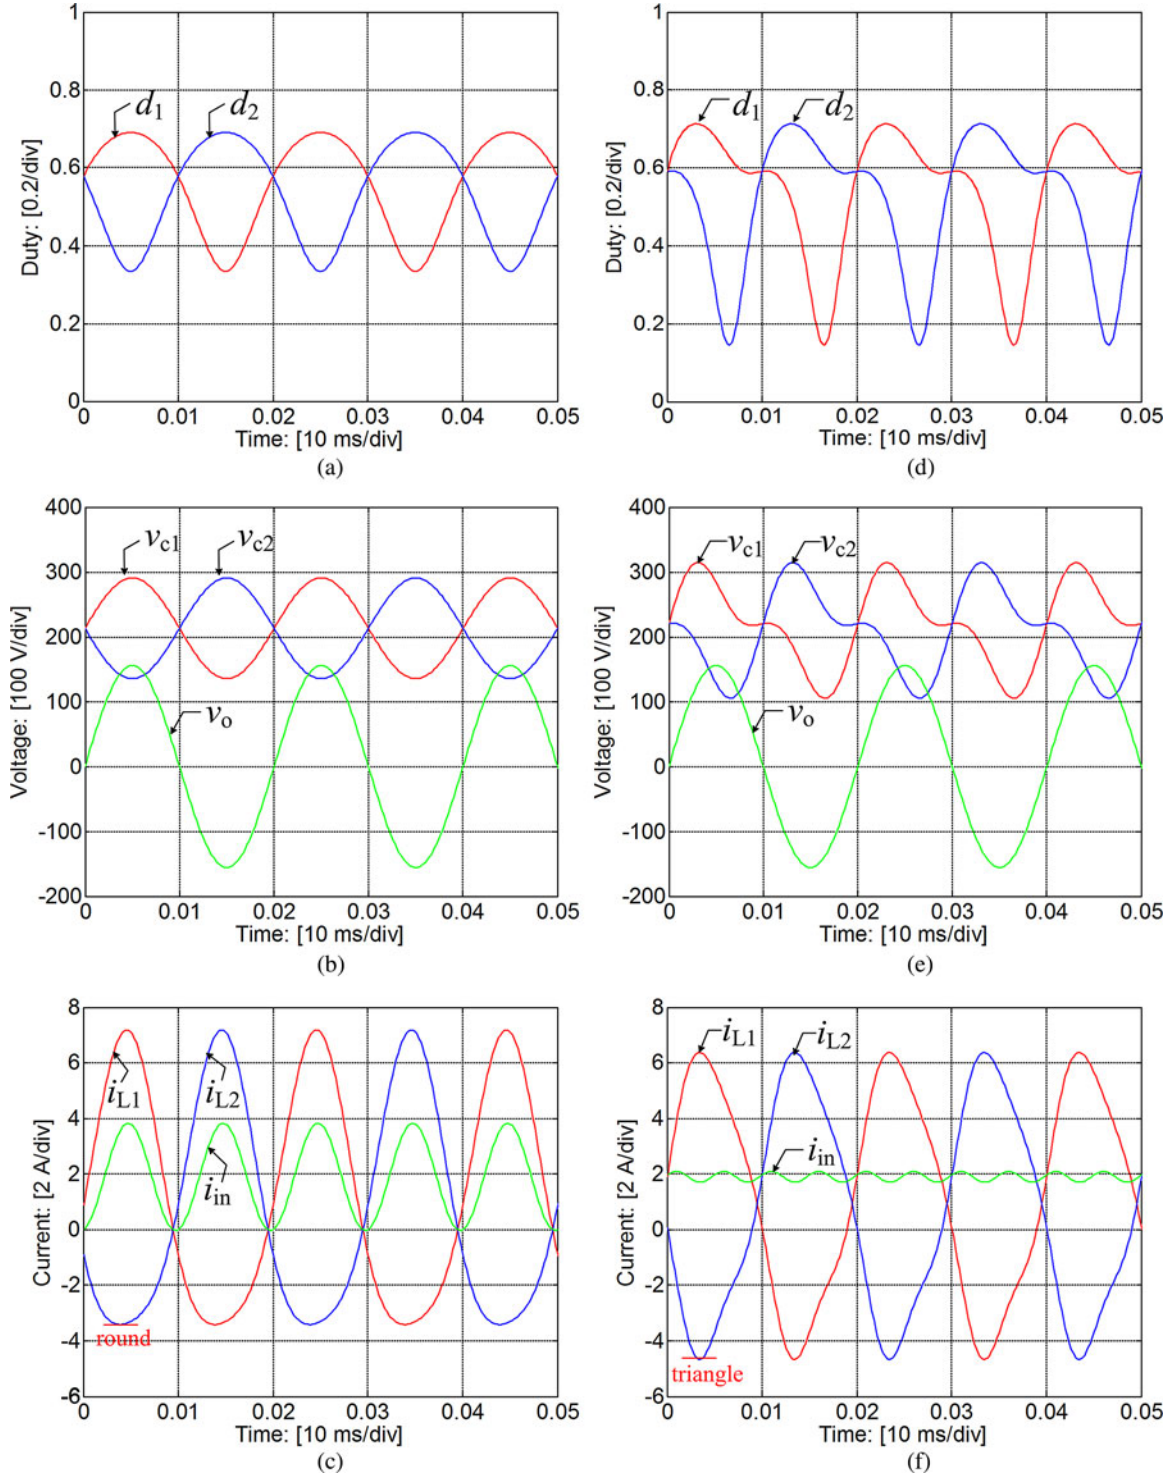 Duty: [0.2/div]
1
0.8
0.6
0.4
0.2
0
d1
d2
0 0.01 0.02 0.03 0.04 0.05
Time: [10 ms/div]
(a)
Duty: [0.2/div]
1
0.8
0.6
0.4
0.2
0
d1
d2
0 0.01 0.02 0.03 0.04 0.05
Time: [10 ms/div]
(d)
Voltage: [100 V/div]
400
300
200
100
0
-100
-200
vc1
vc2
vo
0 0.01 0.02 0.03 0.04 0.05
Time: [10 ms/div]
(b)
Voltage: [100 V/div]
400
300
200
100
0
-100
-200
vc1
vc2
vo
0 0.01 0.02 0.03 0.04 0.05
Time: [10 ms/div]
(e)
Current: [2 A/div]
8
6
4
2
0
-2
-4
-6
iL1
iL2
iin
round
0 0.01 0.02 0.03 0.04 0.05
Time: [10 ms/div]
(c)
Current: [2 A/div]
8
6
4
2
0
-2
-4
-6
iL1
iL2
iin
triangle
0 0.01 0.02 0.03 0.04 0.05
Time: [10 ms/div]
(f)